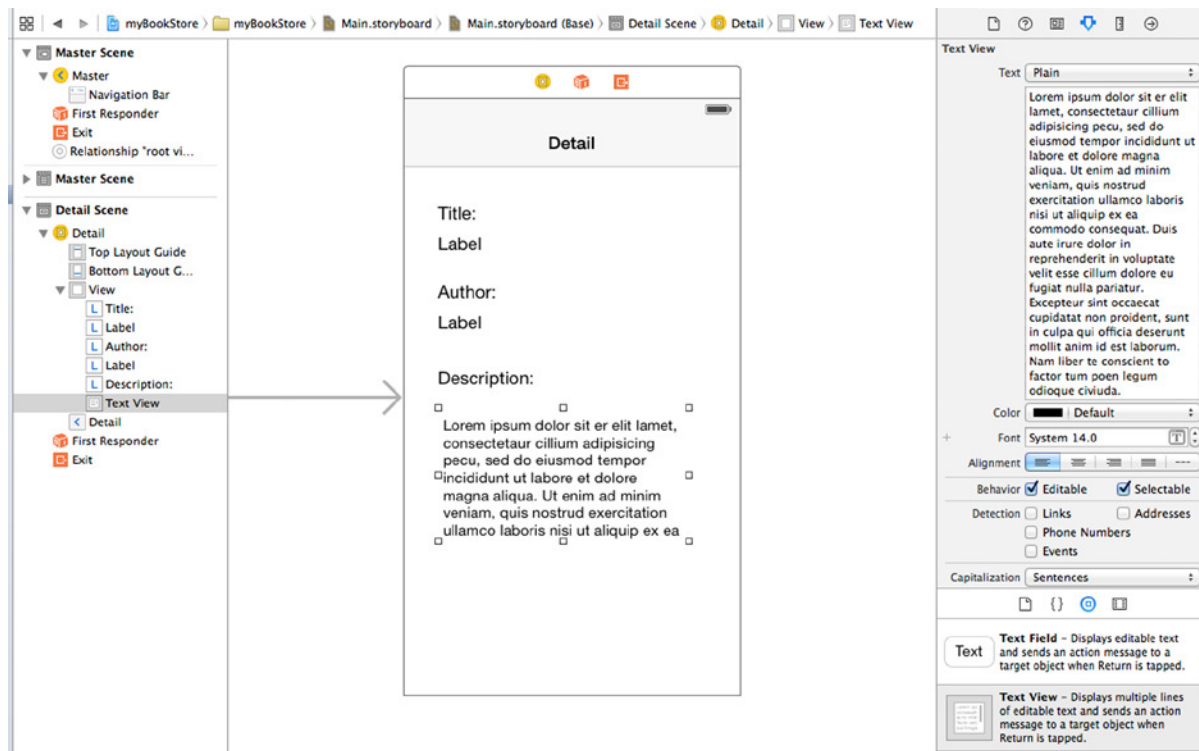 myBookStore
myBookStore
Main.storyboard
Main.storyboard (Base)
Detail Scene
Detail
View
Text View
Master Scene
Master
Navigation Bar
First Responder
Exit
Relationship "root vi...
Master Scene
Detail Scene
Detail
Top Layout Guide
Bottom Layout G...
View
L Title:
L Label
L Author:
L Label
L Description:
Text View
Detail
First Responder
Exit
Detail
Title:
Label
Author:
Label
Description:
Lorem ipsum dolor sit er elit lamet,
consectetaur cillium adipisicing
pecu, sed do eiusmod tempor
incididunt ut labore et dolore
magna aliqua. Ut enim ad minim
veniam, quis nostrud exercitation
ullamco laboris nisi ut aliquip ex ea
Text View
Text Plain
Lorem ipsum dolor sit er elit
lamet, consectetaur cillium
adipisicing pecu, sed do
eiusmod tempor incididunt ut
labore et dolore magna
aliqua. Ut enim ad minim
veniam, quis nostrud
exercitation ullamco laboris
nisi ut aliquip ex ea
commodo consequat. Duis
aute irure dolor in
reprehenderit in voluptate
velit esse cillum dolore eu
fugiat nulla pariatur.
Excepteur sint occaecat
cupidatat non proident, sunt
in culpa qui officia deserunt
mollit anim id est laborum.
Nam liber te conscient to
factor tum poen legum
odioque civiuda.
Color Default
Font System 14.0
Alignment
Behavior Editable Selectable
Detection Links Addresses
Phone Numbers
Events
Capitalization Sentences
Text
Text Field – Displays editable text
and sends an action message to a
target object when Return is tapped.
Text View – Displays multiple lines
of editable text and sends an action
message to a target object when
Return is tapped.